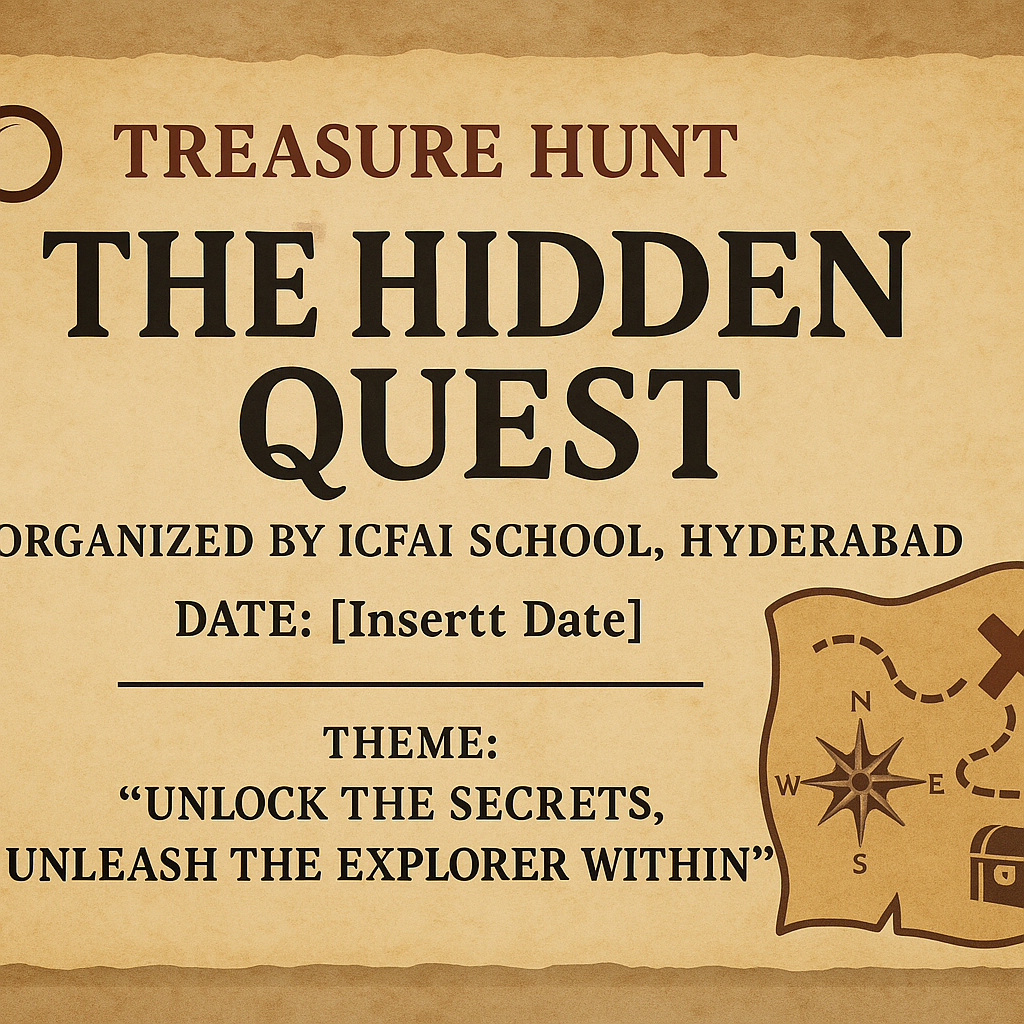 TREASURE HUNT
THE HIDDEN
QUEST
ORGANIZED BY ICFAI SCHOOL, HYDERABAD
DATE: [Insertt Date]
THEME:
“UNLOCK THE SECRETS,
UNLEASH THE EXPLORER WITHIN”
N
W E
S